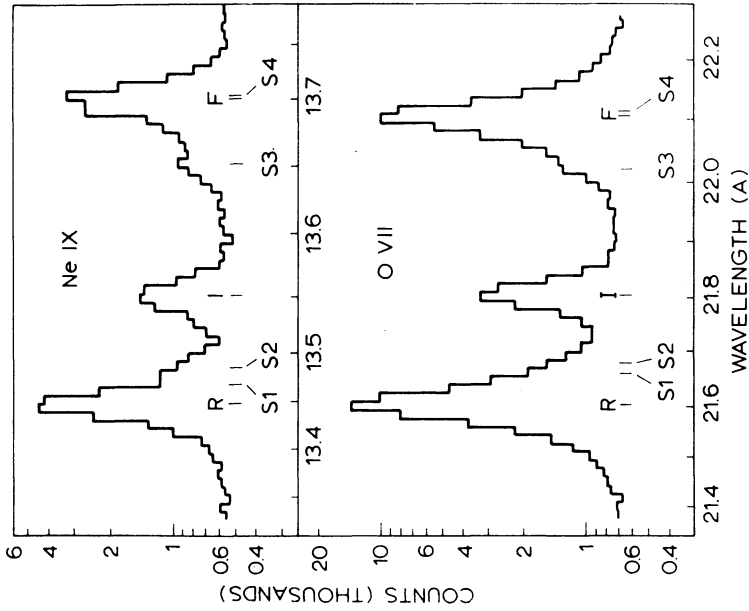 COUNTS (THOUSANDS)
6
4
2
1
0.6
0.4
Ne IX
R
S1
S2
I
S3
F
S4
13.4
13.5
13.6
13.7
20
10
6
4
2
1
0.6
0.4
O VII
R
S1
S2
I
S3
F
S4
21.4
21.6
21.8
22.0
22.2
WAVELENGTH (A)